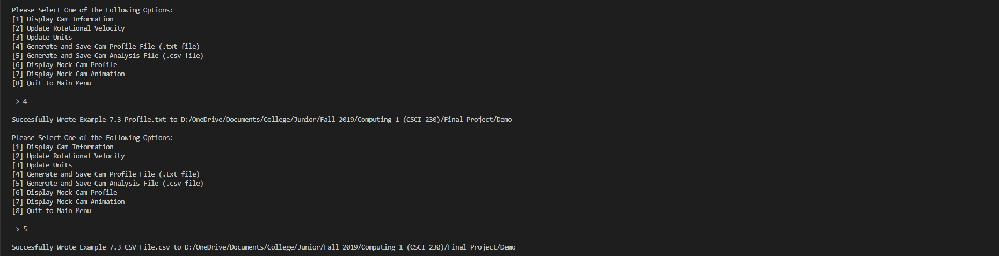 Please Select One of the Following Options:
[1] Display Cam Information
[2] Update Rotational Velocity
[3] Update Units
[4] Generate and Save Cam Profile File (.txt file)
[5] Generate and Save Cam Analysis File (.csv file)
[6] Display Mock Cam Profile
[7] Display Mock Cam Animation
[8] Quit to Main Menu
> 4
Succesfully Wrote Example 7.3 Profile.txt to D:/OneDrive/Documents/College/Junior/Fall 2019/Computing 1 (CSCI 230)/Final Project/Demo
Please Select One of the Following Options:
[1] Display Cam Information
[2] Update Rotational Velocity
[3] Update Units
[4] Generate and Save Cam Profile File (.txt file)
[5] Generate and Save Cam Analysis File (.csv file)
[6] Display Mock Cam Profile
[7] Display Mock Cam Animation
[8] Quit to Main Menu
> 5
Succesfully Wrote Example 7.3 CSV File.csv to D:/OneDrive/Documents/College/Junior/Fall 2019/Computing 1 (CSCI 230)/Final Project/Demo